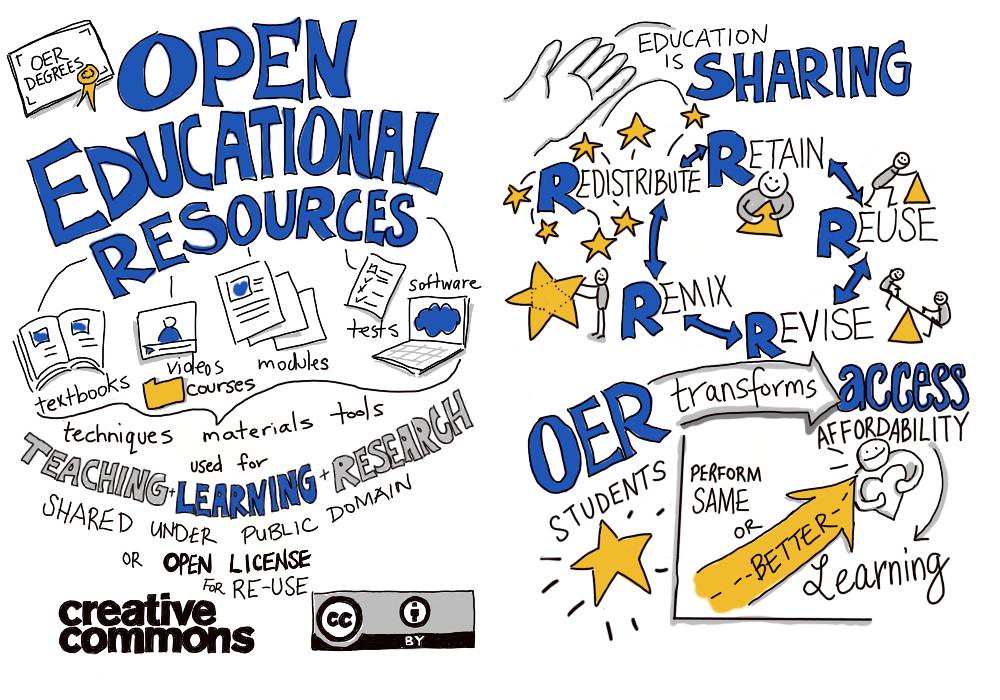 OER
DEGREES
OPEN
EDUCATIONAL
RESOURCES
textbooks
videos
courses
modules
tests
software
techniques materials tools
used for
TEACHING + LEARNING + RESEARCH
SHARED UNDER PUBLIC DOMAIN
OR OPEN LICENSE
FOR RE-USE
creative
commons
cc
BY
EDUCATION
IS SHARING
REDISTRIBUTE
RETAIN
REUSE
REVISE
REMIX
OER transforms access
AFFORDABILITY
STUDENTS
PERFORM
SAME
OR
BETTER
Learning